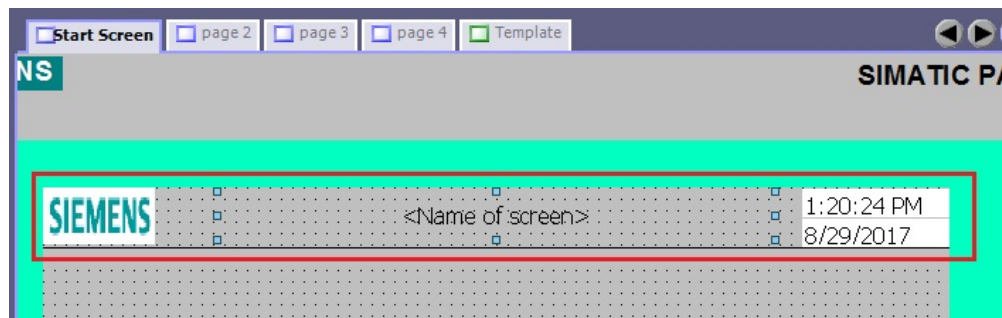 Start Screen page 2 page 3 page 4 Template
NS SIMATIC PA
SIEMENS <Name of screen> 1:20:24 PM
8/29/2017